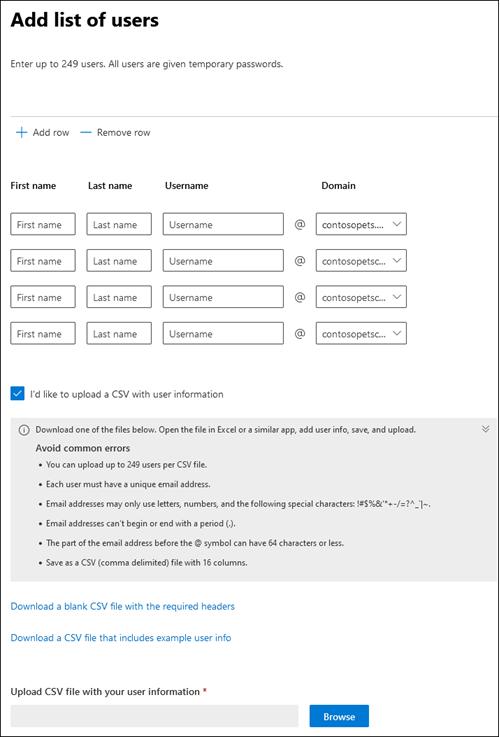 Add list of users
Enter up to 249 users. All users are given temporary passwords.
+ Add row — Remove row
First name Last name Username Domain
First name Last name Username @ contosopets....
First name Last name Username @ contosopetsc...
First name Last name Username @ contosopetsc...
First name Last name Username @ contosopetsc...
I'd like to upload a CSV with user information
Download one of the files below. Open the file in Excel or a similar app, add user info, save, and upload.
Avoid common errors
• You can upload up to 249 users per CSV file.
• Each user must have a unique email address.
• Email addresses may only use letters, numbers, and the following special characters: !#$%&'*+-/=?^_`|~.
• Email addresses can't begin or end with a period (.).
• The part of the email address before the @ symbol can have 64 characters or less.
• Save as a CSV (comma delimited) file with 16 columns.
Download a blank CSV file with the required headers
Download a CSV file that includes example user info
Upload CSV file with your user information *
Browse